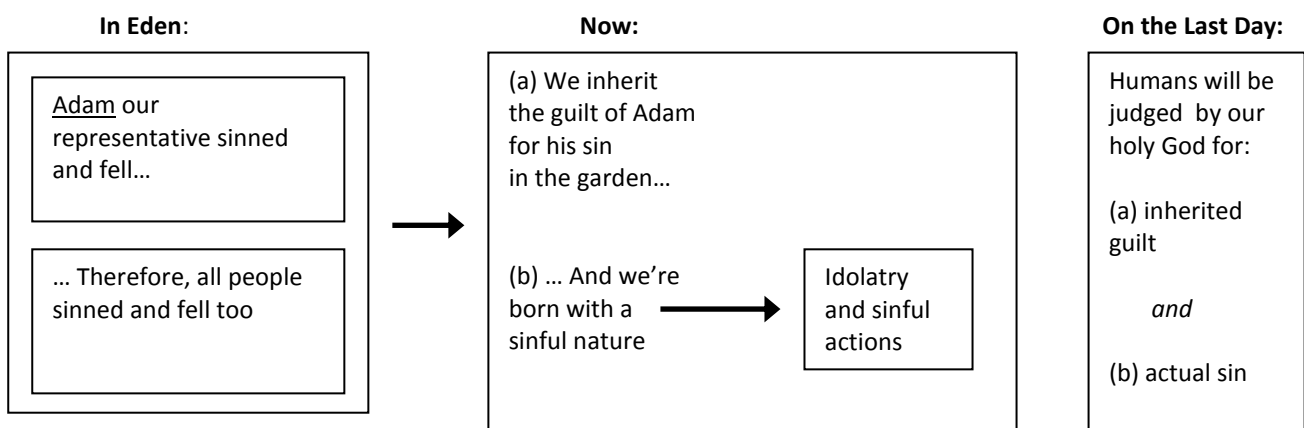 In Eden:
Adam our
representative sinned
and fell…
… Therefore, all people
sinned and fell too
Now:
(a) We inherit
the guilt of Adam
for his sin
in the garden…
(b) … And we’re
born with a
sinful nature
Idolatry
and sinful
actions
On the Last Day:
Humans will be
judged by our
holy God for:
(a) inherited
guilt
and
(b) actual sin